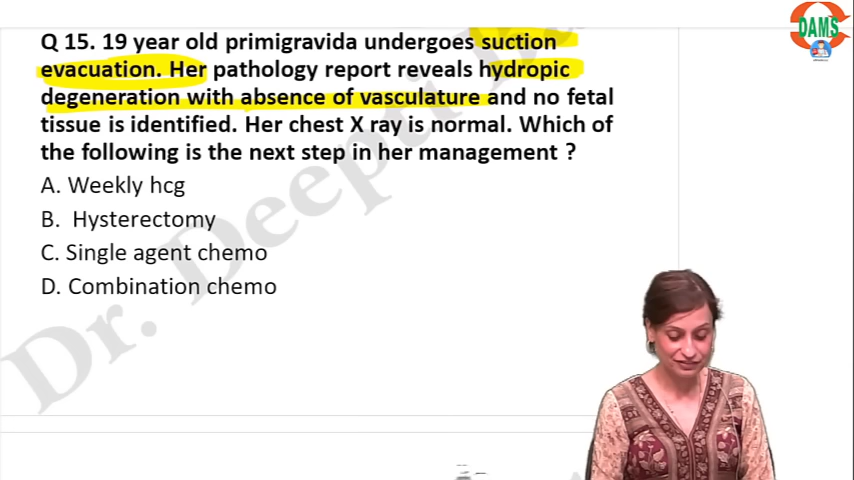 Q 15. 19 year old primigravida undergoes suction
evacuation. Her pathology report reveals hydropic
degeneration with absence of vasculature and no fetal
tissue is identified. Her chest X ray is normal. Which of
the following is the next step in her management ?
A. Weekly hcg
B. Hysterectomy
C. Single agent chemo
D. Combination chemo
DAMS
Dr. Deepti